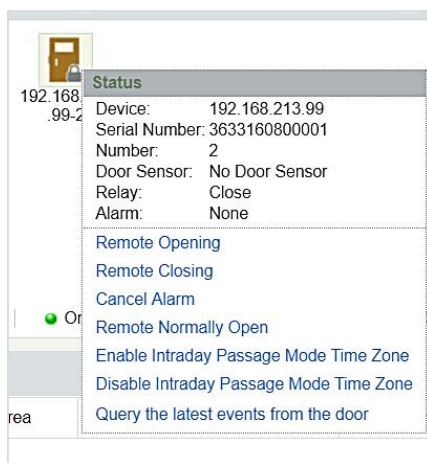 192.168
.99-2
Status
Device: 192.168.213.99
Serial Number: 3633160800001
Number: 2
Door Sensor: No Door Sensor
Relay: Close
Alarm: None
Remote Opening
Remote Closing
Cancel Alarm
Remote Normally Open
Enable Intraday Passage Mode Time Zone
Disable Intraday Passage Mode Time Zone
Query the latest events from the door